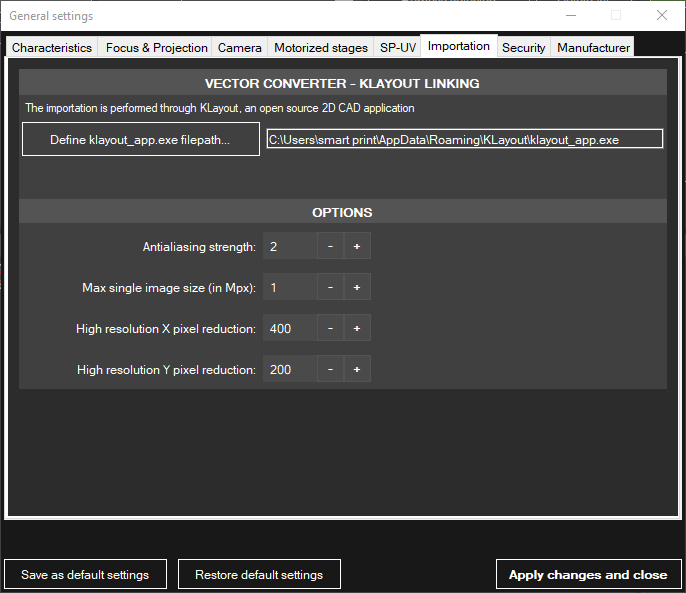 General settings
Characteristics Focus & Projection Camera Motorized stages SP-UV Importation Security Manufacturer
VECTOR CONVERTER - KLAYOUT LINKING
The importation is performed through KLayout, an open source 2D CAD application
Define klayout_app.exe filepath... C:\Users\smart print\AppData\Roaming\KLayout\klayout_app.exe
OPTIONS
Antialiasing strength: 2 - +
Max single image size (in Mpx): 1 - +
High resolution X pixel reduction: 400 - +
High resolution Y pixel reduction: 200 - +
Save as default settings Restore default settings Apply changes and close